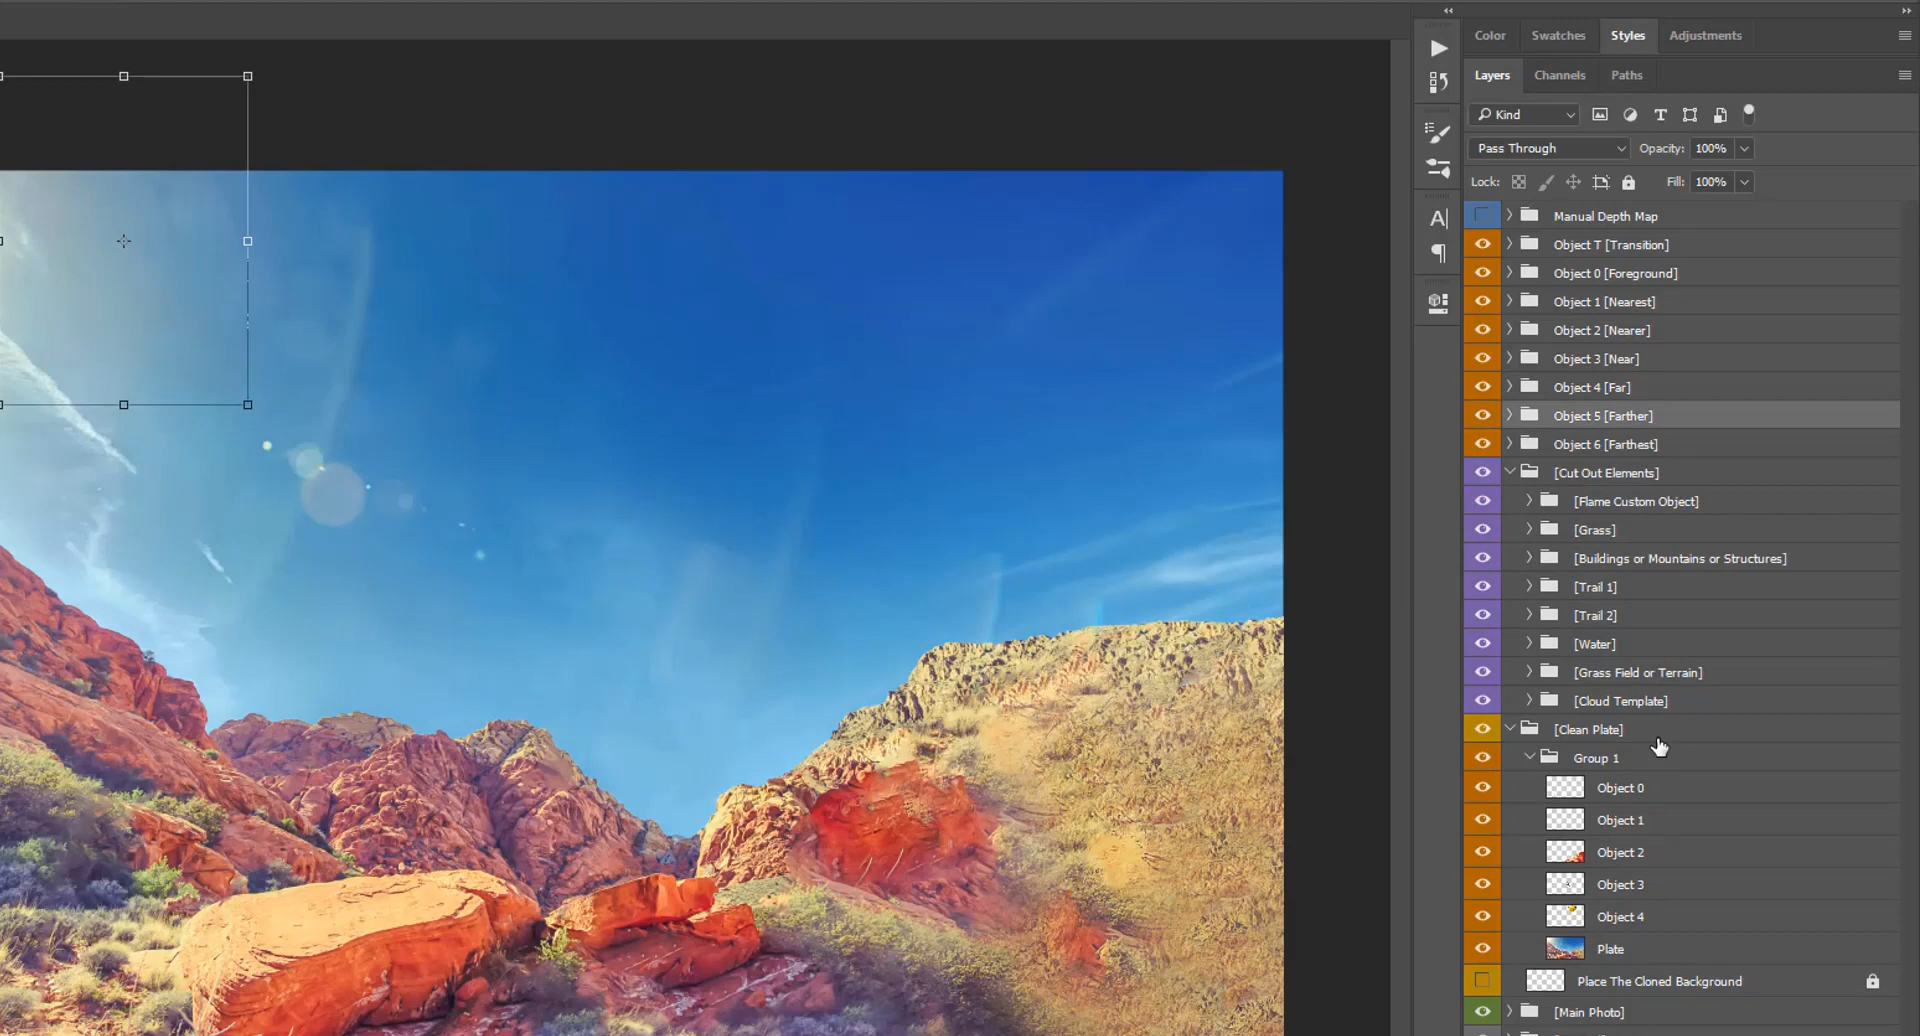 Color Swatches Styles Adjustments
Layers Channels Paths
Kind
Pass Through Opacity: 100%
Lock: Fill: 100%
Manual Depth Map
Object T [Transition]
Object 0 [Foreground]
Object 1 [Nearest]
Object 2 [Nearer]
Object 3 [Near]
Object 4 [Far]
Object 5 [Farther]
Object 6 [Farthest]
[Cut Out Elements]
[Flame Custom Object]
[Grass]
[Buildings or Mountains or Structures]
[Trail 1]
[Trail 2]
[Water]
[Grass Field or Terrain]
[Cloud Template]
[Clean Plate]
Group 1
Object 0
Object 1
Object 2
Object 3
Object 4
Plate
Place The Cloned Background
[Main Photo]